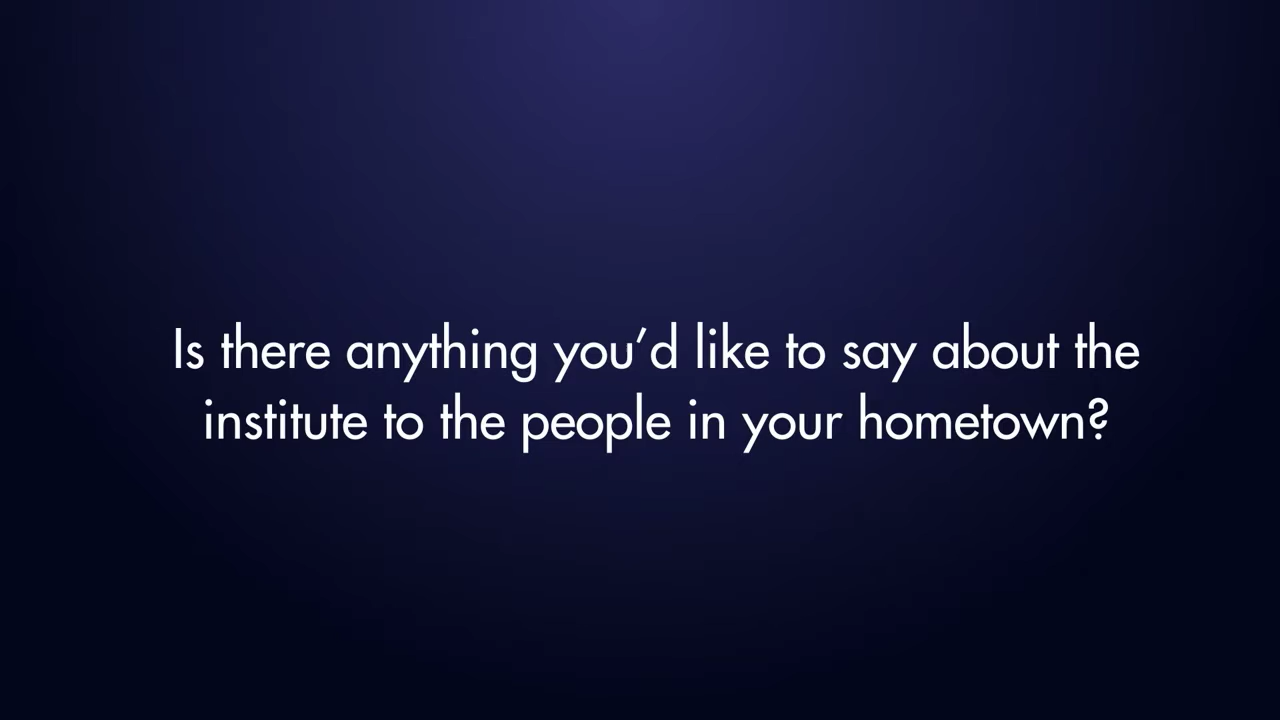 Is there anything you’d like to say about the
institute to the people in your hometown?